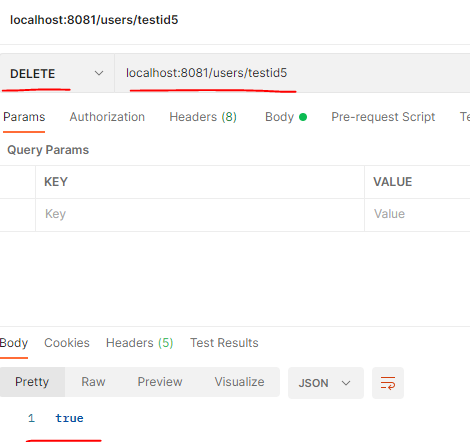 localhost:8081/users/testid5
DELETE localhost:8081/users/testid5
Params Authorization Headers (8) Body Pre-request Script Te
Query Params
KEY VALUE
Key Value
Body Cookies Headers (5) Test Results
Pretty Raw Preview Visualize JSON
1 true